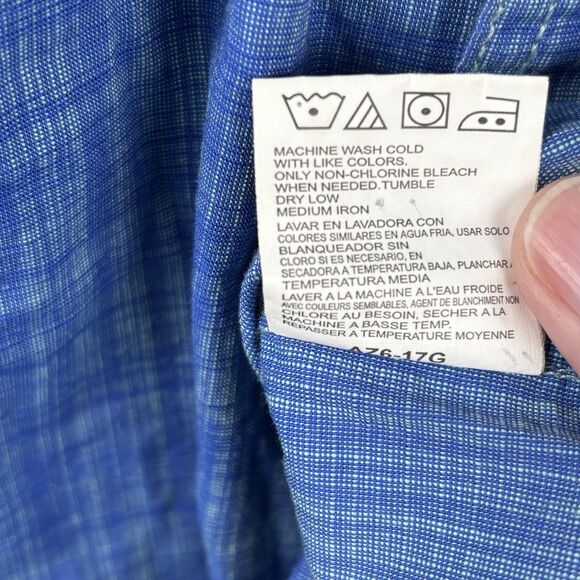 MACHINE WASH COLD
WITH LIKE COLORS.
ONLY NON-CHLORINE BLEACH
WHEN NEEDED.TUMBLE
DRY LOW
MEDIUM IRON
LAVAR EN LAVADORA CON
COLORES SIMILARES EN AGUA FRIA, USAR SOLO
BLANQUEADOR SIN
CLORO SI ES NECESARIO, EN
SECADORA A TEMPERATURA BAJA, PLANCHAR A
TEMPERATURA MEDIA
LAVER A LA MACHINE A L'EAU FROIDE
AVEC COULEURS SEMBLABLES, AGENT DE BLANCHIMENT NON
CHLORE AU BESOIN, SECHER A LA
MACHINE A BASSE TEMP.
REPASSER A TEMPERATURE MOYENNE
AZ6-17G